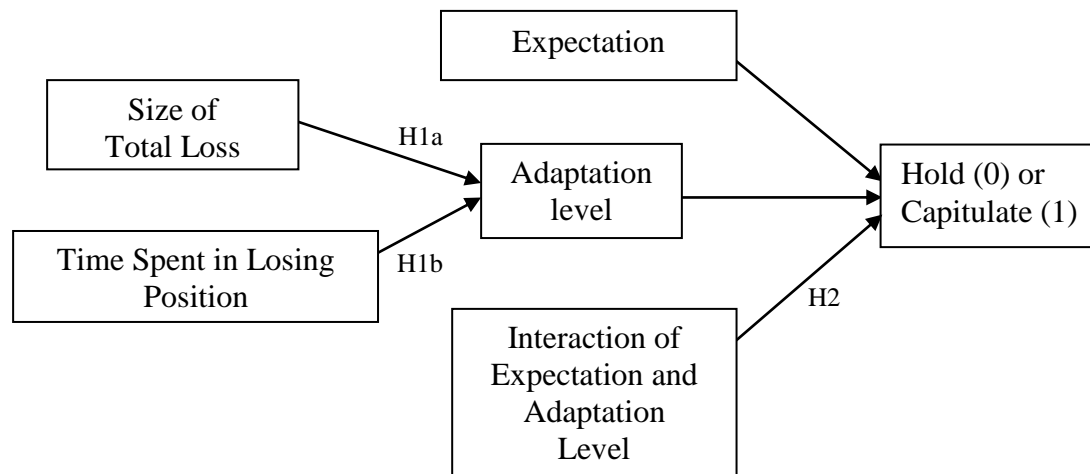 Expectation
Size of
Total Loss
H1a
Adaptation
level
Hold (0) or
Capitulate (1)
Time Spent in Losing
Position
H1b
H2
Interaction of
Expectation and
Adaptation
Level